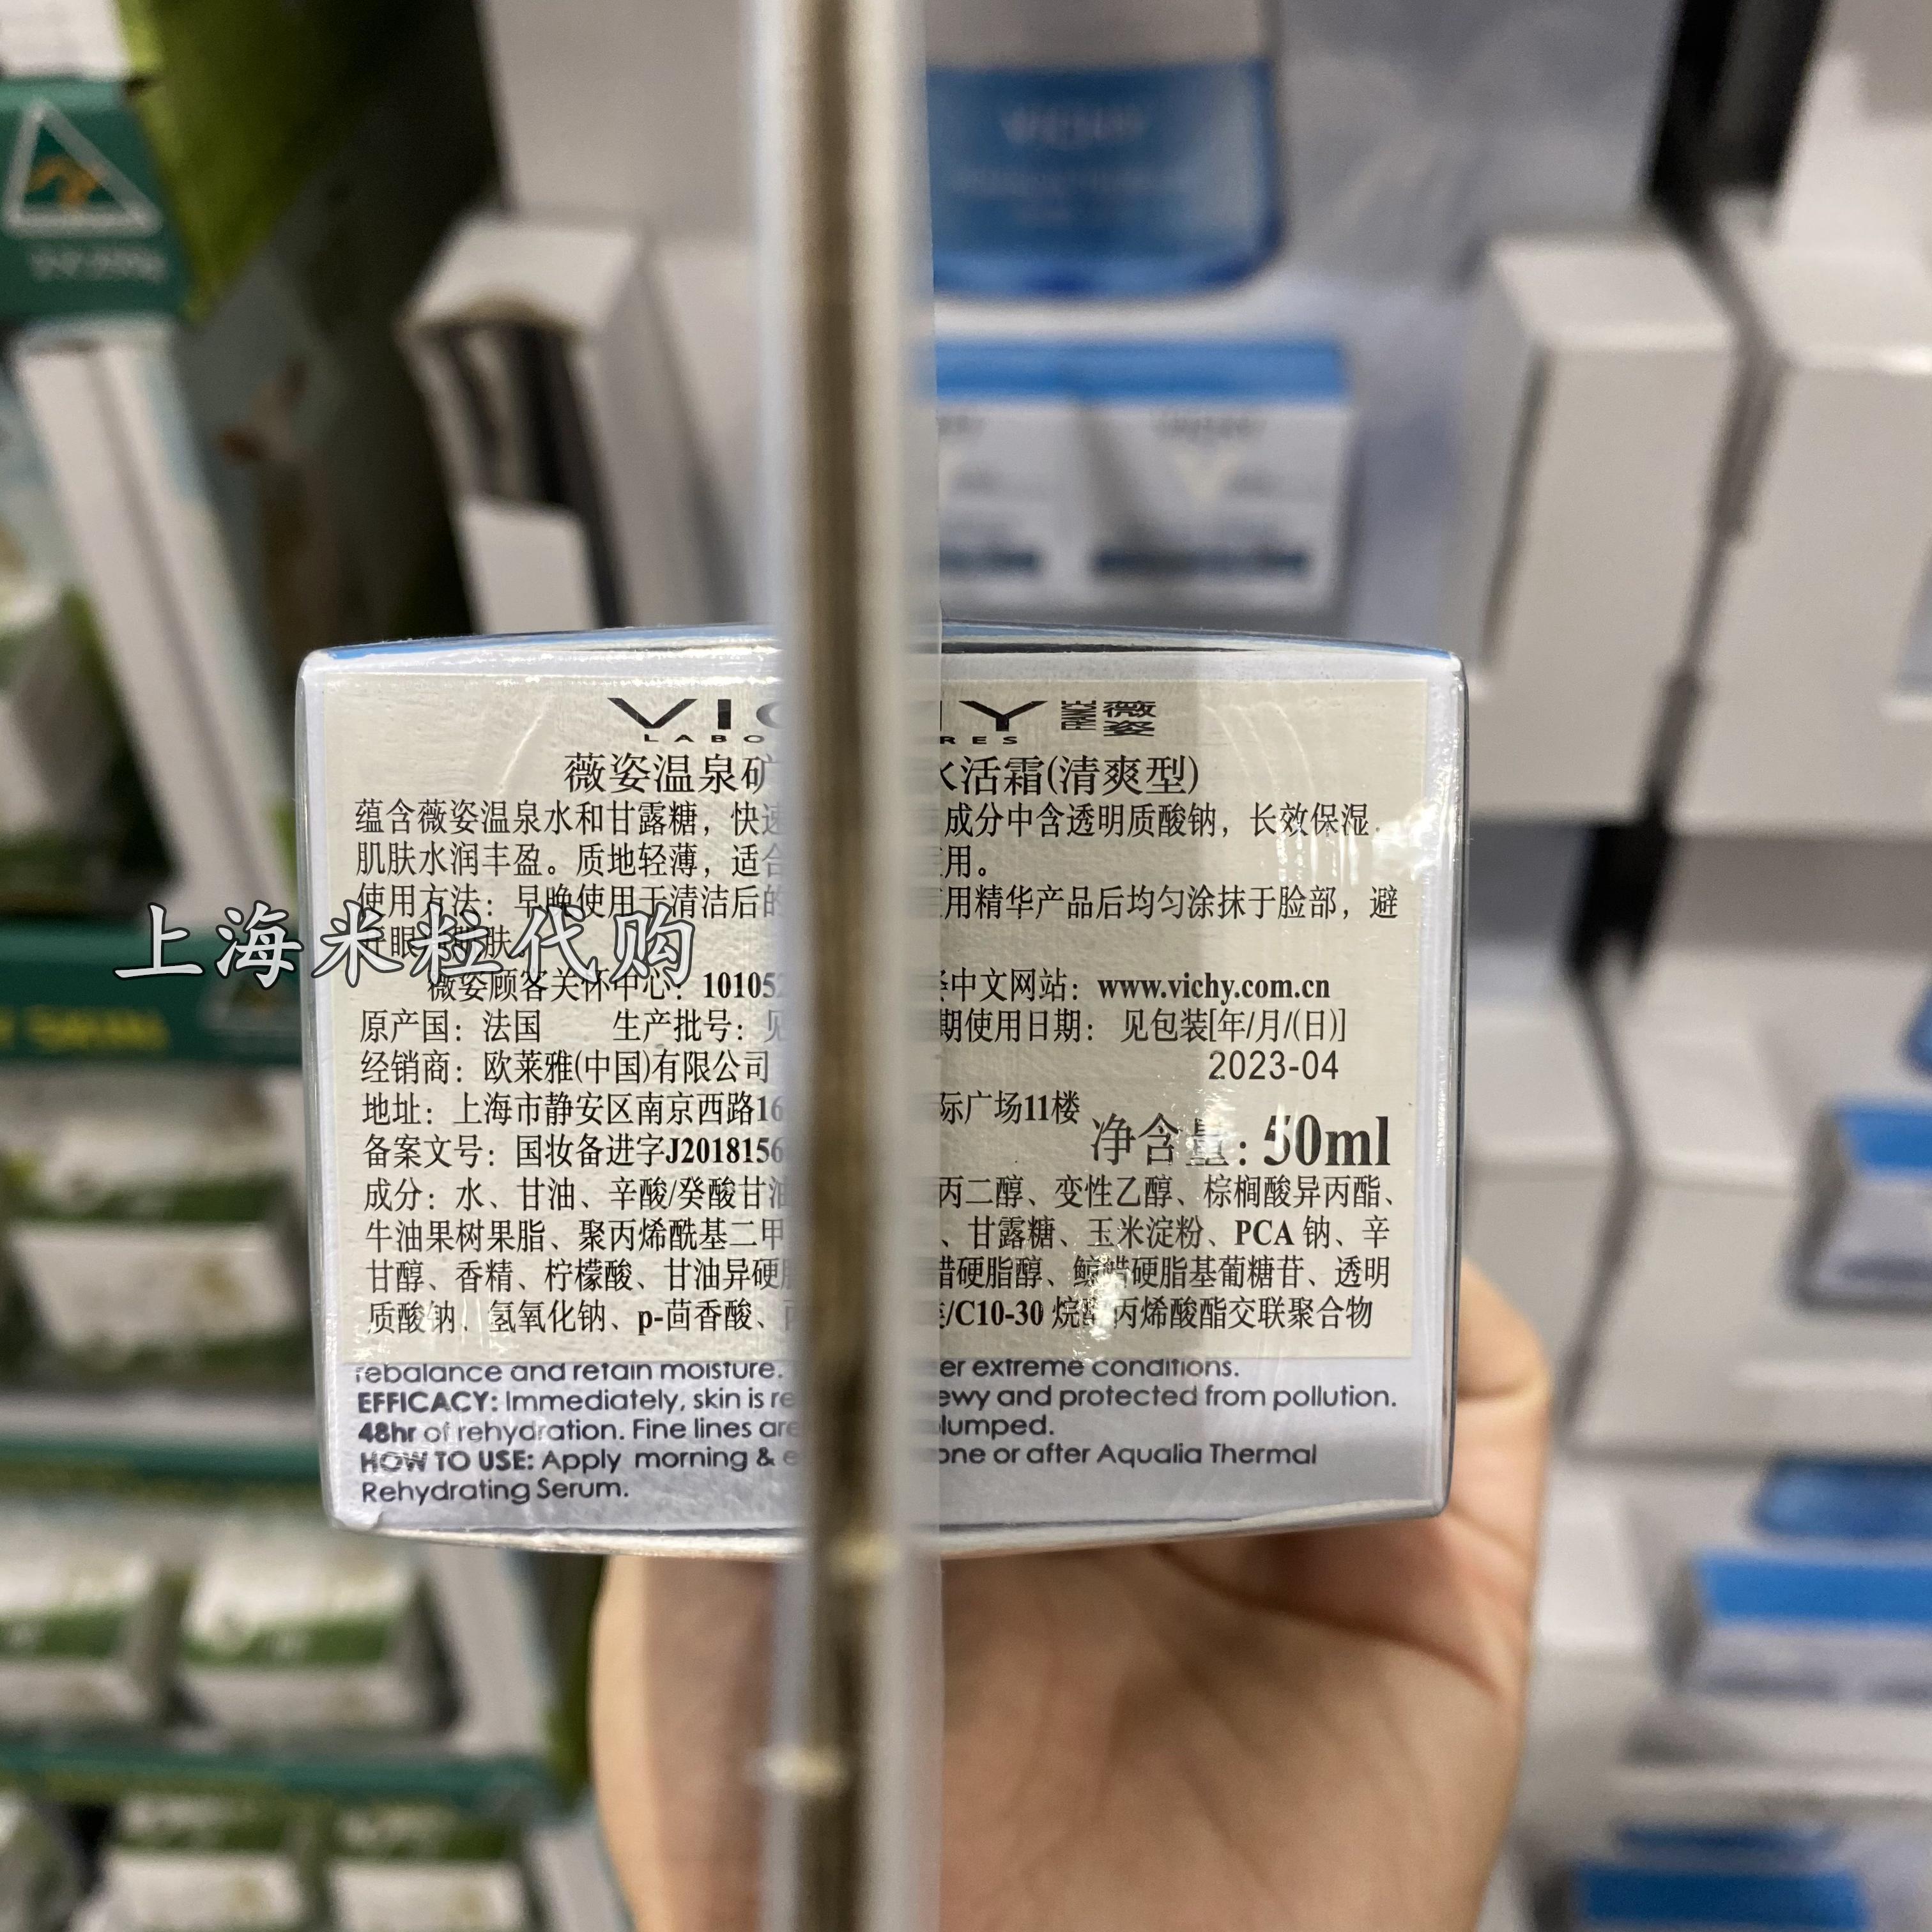 VI Y 薇姿
LABO RES
薇姿温泉矿 水活霜(清爽型)
蕴含薇姿温泉水和甘露糖，快速 成分中含透明质酸钠，长效保湿
肌肤水润丰盈。质地轻薄，适合 用。
使用方法：早晚使用于清洁后的 用精华产品后均匀涂抹于脸部，避
眼 肌肤
上海米粒代购
薇姿顾客关怀中心：10105 中文网站：www.vichy.com.cn
原产国：法国 生产批号：见 期使用日期：见包装[年/月/(日)]
经销商：欧莱雅(中国)有限公司 2023-04
地址：上海市静安区南京西路16 际广场11楼
备案文号：国妆备进字J2018156 净含量：50ml
成分：水、甘油、辛酸/癸酸甘油 丙二醇、变性乙醇、棕榈酸异丙酯、
牛油果树果脂、聚丙烯酰基二甲 、甘露糖、玉米淀粉、PCA 钠、辛
甘醇、香精、柠檬酸、甘油异硬脂 蜡硬脂醇、鲸蜡硬脂基葡糖苷、透明
质酸钠、氢氧化钠、p-茴香酸、 /C10-30 烷 丙烯酸酯交联聚合物
rebalance and retain moisture. extreme conditions.
EFFICACY: Immediately, skin is and protected from pollution.
48hr of rehydration. Fine lines are
HOW TO USE: Apply morning & or after Aqualia Thermal
Rehydrating Serum.
VICHY